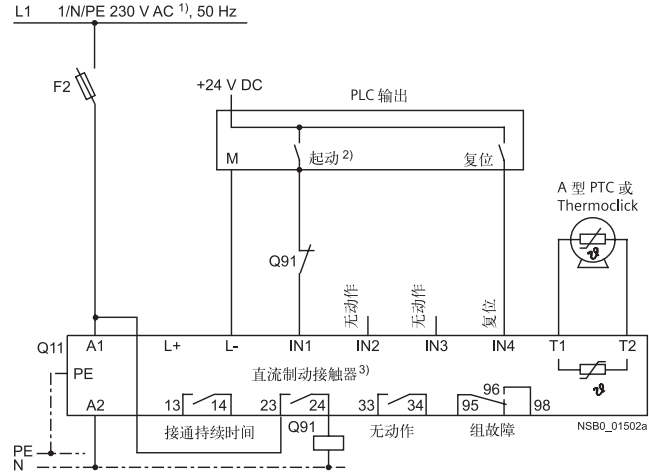 L1 1/N/PE 230 V AC 1), 50 Hz
F2
+24 V DC
PLC 输出
M
起动 2)
复位
A 型 PTC 或
Thermoclick
ϑ
Q91
无动作
无动作
复位
Q11
A1 L+ L- IN1 IN2 IN3 IN4 T1 T2
PE
直流制动接触器3)
ϑ
A2
13 14 23 24 33 34 95 96 98
接通持续时间
Q91
无动作
组故障
NSB0_01502a
PE
N